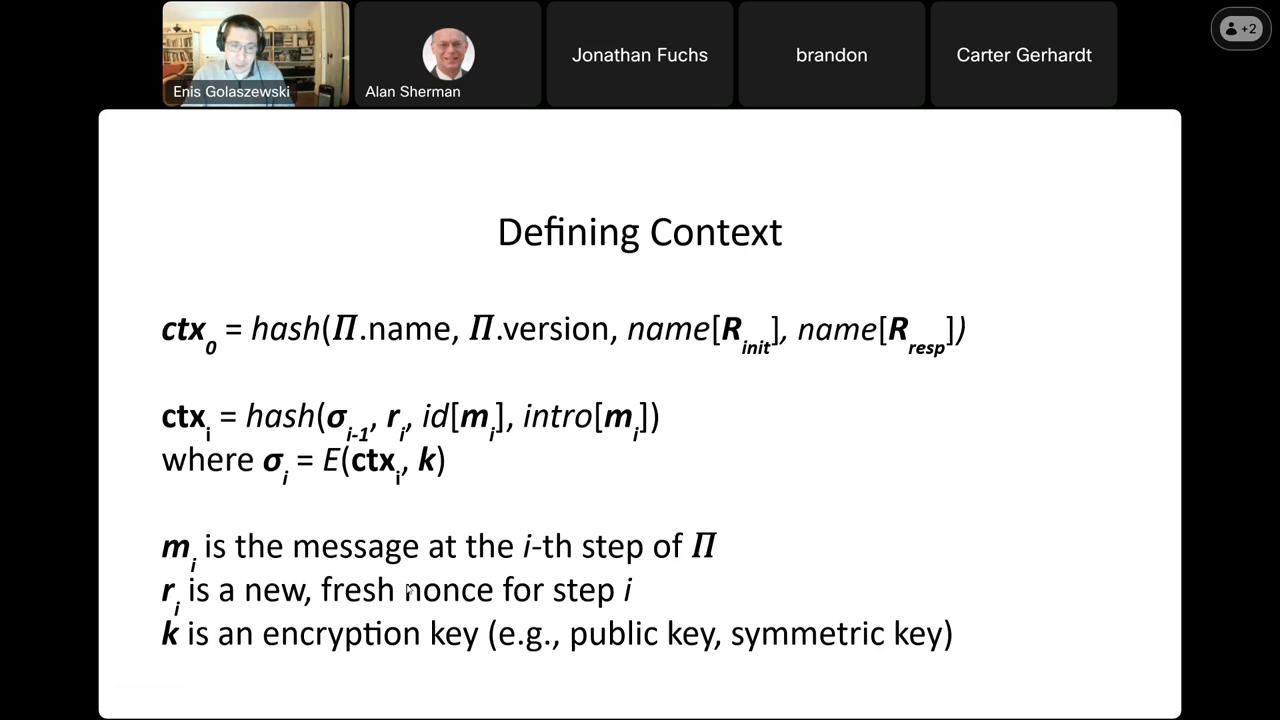 Enis Golaszewski
Alan Sherman
Jonathan Fuchs
brandon
Carter Gerhardt
+2
Defining Context
ctx₀ = hash(Π.name, Π.version, name[R_init], name[R_resp])
ctxᵢ = hash(σᵢ₋₁, rᵢ, id[mᵢ], intro[mᵢ])
where σᵢ = E(ctxᵢ, k)
mᵢ is the message at the i-th step of Π
rᵢ is a new, fresh nonce for step i
k is an encryption key (e.g., public key, symmetric key)